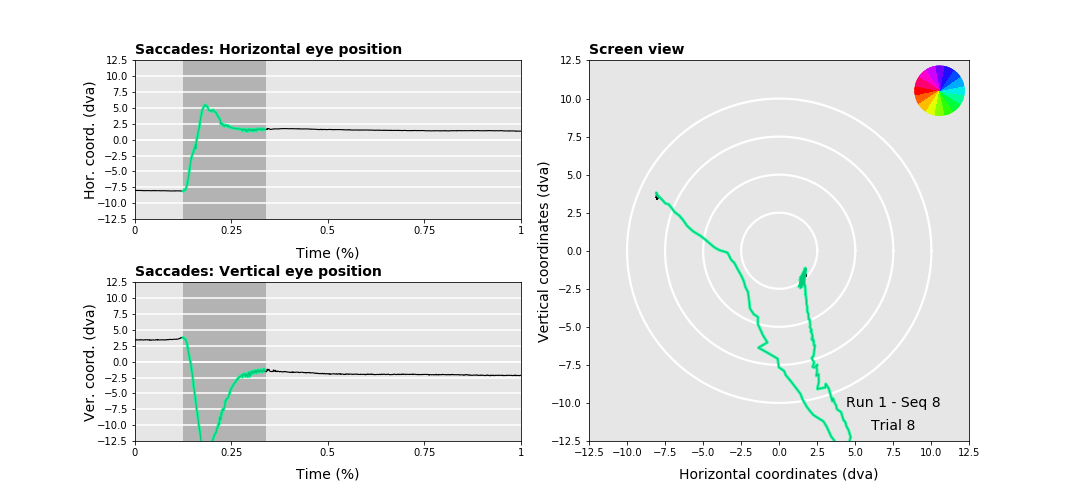 Saccades: Horizontal eye position
Hor. coord. (dva)
12.5
10.0
7.5
5.0
2.5
0.0
−2.5
−5.0
−7.5
−10.0
−12.5
0 0.25 0.5 0.75 1
Time (%)
Saccades: Vertical eye position
Ver. coord. (dva)
12.5
10.0
7.5
5.0
2.5
0.0
−2.5
−5.0
−7.5
−10.0
−12.5
0 0.25 0.5 0.75 1
Time (%)
Screen view
Vertical coordinates (dva)
12.5
10.0
7.5
5.0
2.5
0.0
−2.5
−5.0
−7.5
−10.0
−12.5
Run 1 - Seq 8
Trial 8
−12.5 −10.0 −7.5 −5.0 −2.5 0.0 2.5 5.0 7.5 10.0 12.5
Horizontal coordinates (dva)